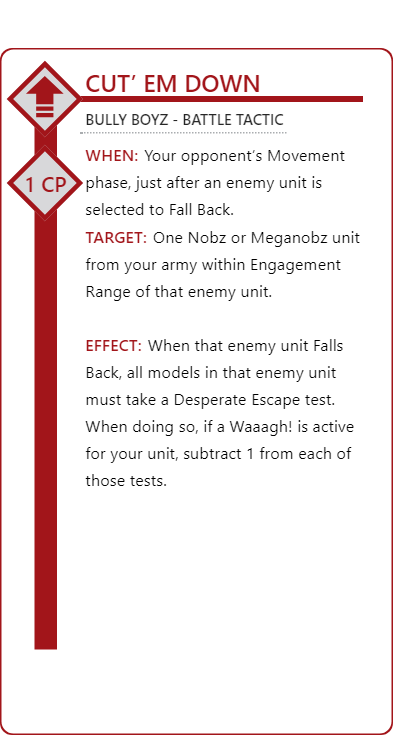 CUT’ EM DOWN
BULLY BOYZ - BATTLE TACTIC
WHEN: Your opponent’s Movement
1 CP
phase, just after an enemy unit is
selected to Fall Back.
TARGET: One Nobz or Meganobz unit
from your army within Engagement
Range of that enemy unit.
EFFECT: When that enemy unit Falls
Back, all models in that enemy unit
must take a Desperate Escape test.
When doing so, if a Waaagh! is active
for your unit, subtract 1 from each of
those tests.